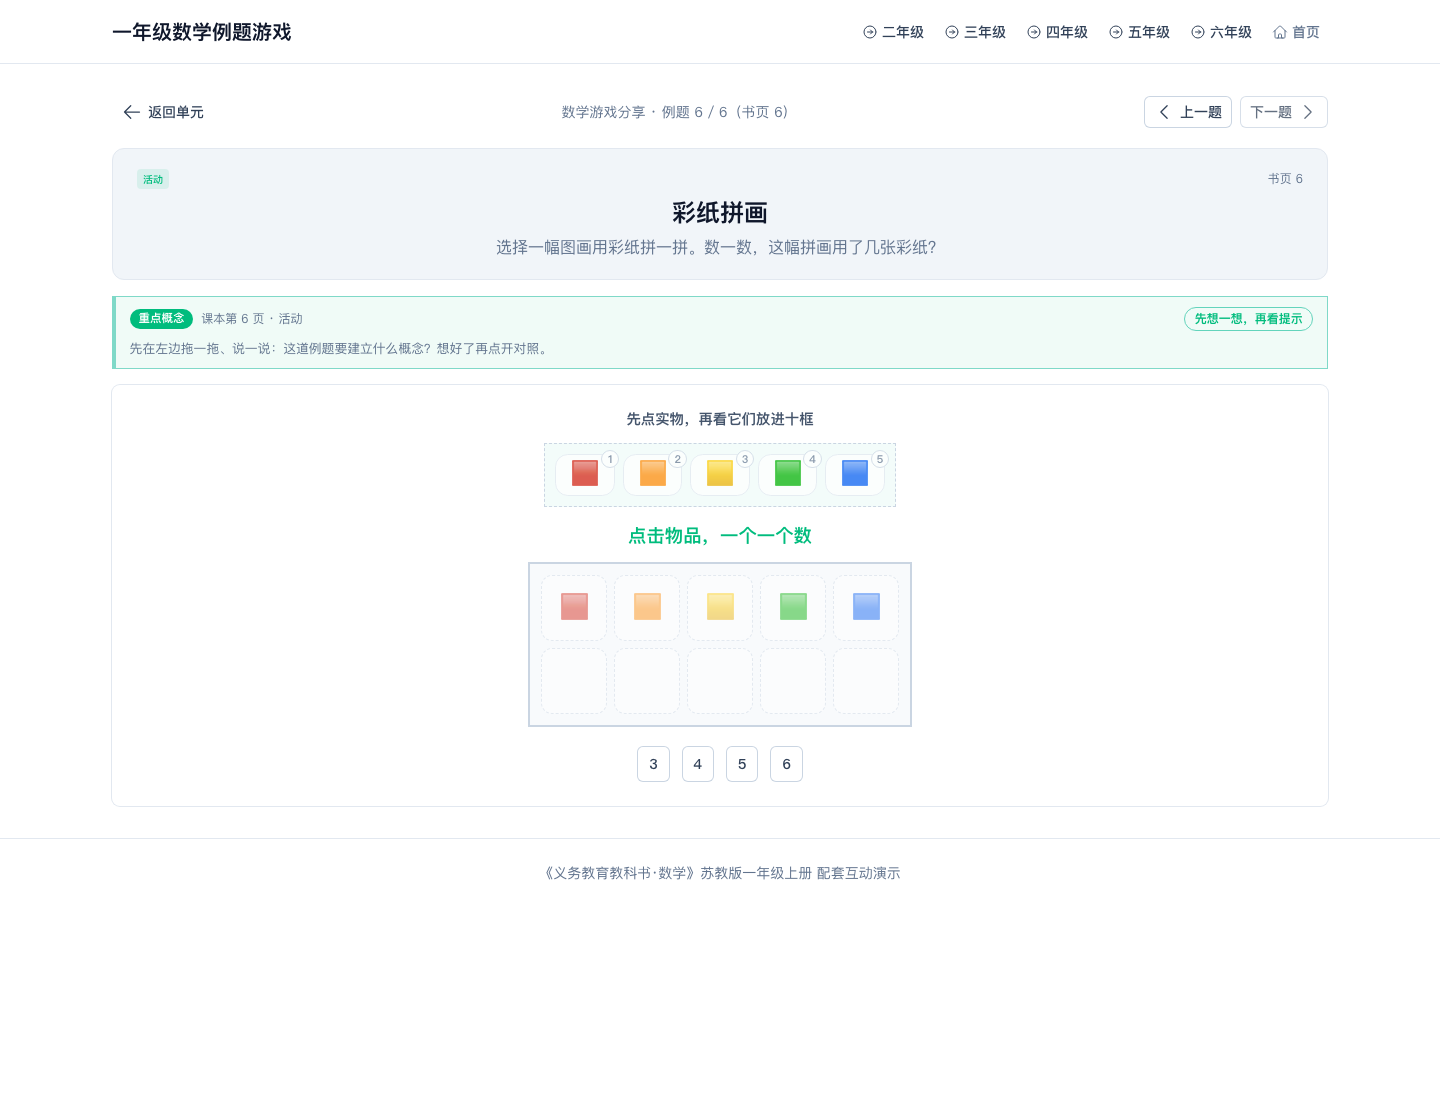 一年级数学例题游戏
二年级 三年级 四年级 五年级 六年级 首页
返回单元
数学游戏分享 · 例题 6 / 6（书页 6）
上一题 下一题
活动
书页 6
彩纸拼画
选择一幅图画用彩纸拼一拼。数一数，这幅拼画用了几张彩纸？
重点概念 课本第 6 页 · 活动
先想一想，再看提示
先在左边拖一拖、说一说：这道例题要建立什么概念？想好了再点开对照。
先点实物，再看它们放进十框
1 2 3 4 5
点击物品，一个一个数
3 4 5 6
《义务教育教科书·数学》苏教版一年级上册 配套互动演示